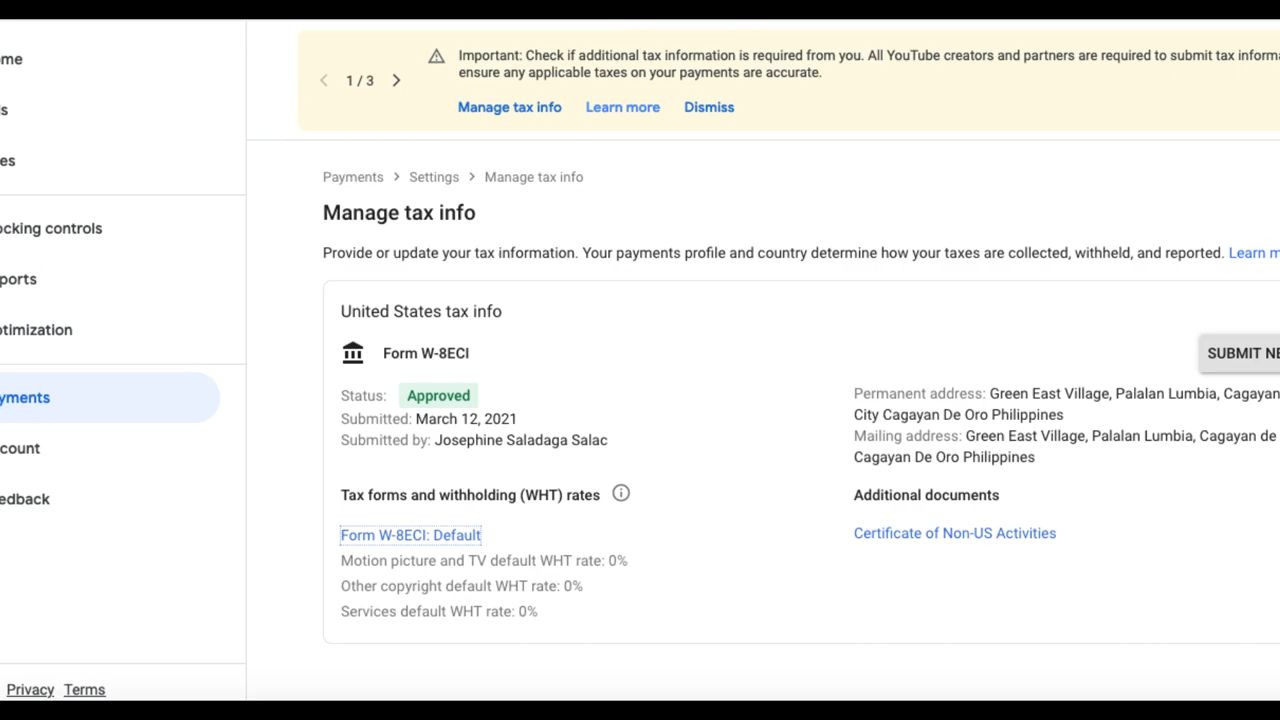 ome
Important: Check if additional tax information is required from you. All YouTube creators and partners are required to submit tax informa
ensure any applicable taxes on your payments are accurate.
1 / 3
Manage tax info Learn more Dismiss
ls
es
Payments > Settings > Manage tax info
Manage tax info
ocking controls
Provide or update your tax information. Your payments profile and country determine how your taxes are collected, withheld, and reported. Learn m
ports
United States tax info
otimization
Form W-8ECI
SUBMIT NE
yments
Status: Approved
Submitted: March 12, 2021
Submitted by: Josephine Saladaga Salac
Permanent address: Green East Village, Palalan Lumbia, Cagayan
City Cagayan De Oro Philippines
Mailing address: Green East Village, Palalan Lumbia, Cagayan de
Cagayan De Oro Philippines
count
edback
Tax forms and withholding (WHT) rates
Additional documents
Form W-8ECI: Default
Certificate of Non-US Activities
Motion picture and TV default WHT rate: 0%
Other copyright default WHT rate: 0%
Services default WHT rate: 0%
Privacy Terms